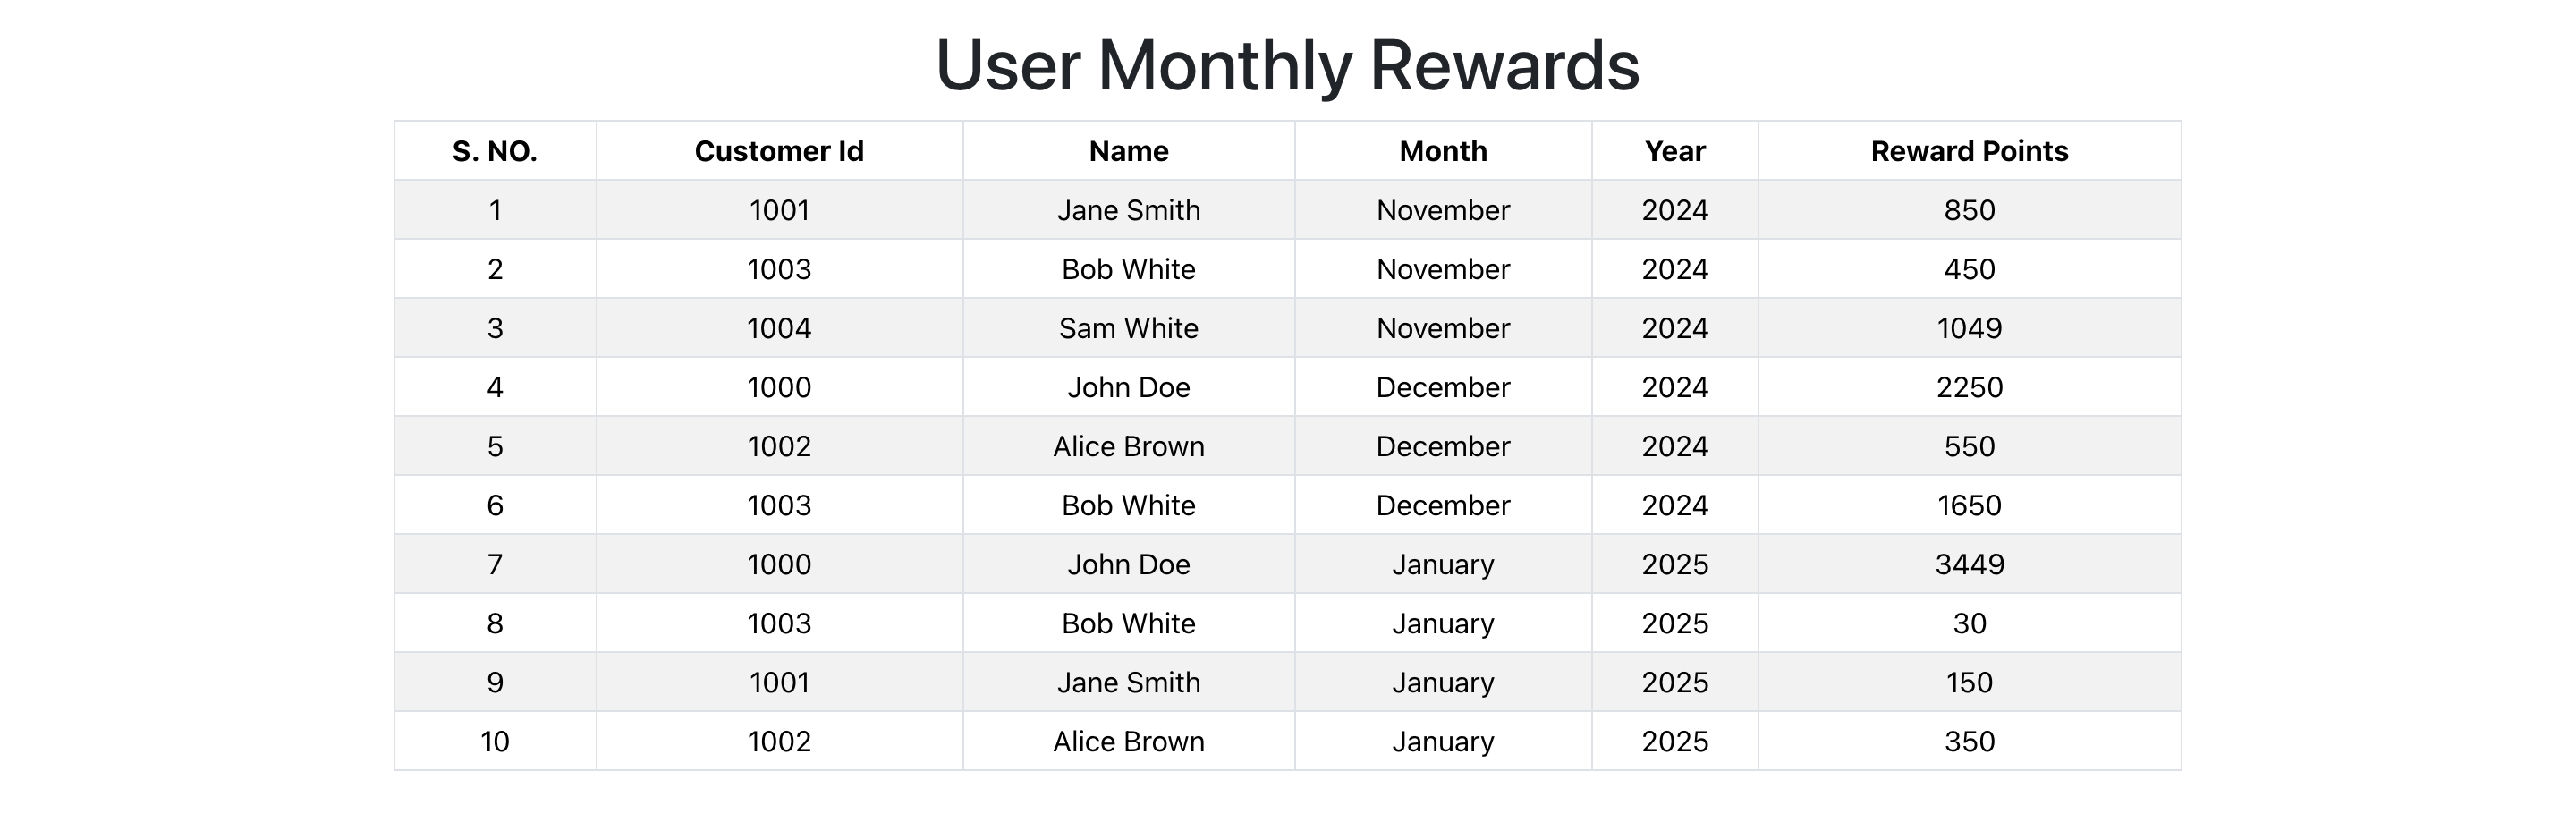 User Monthly Rewards
S. NO. Customer Id Name Month Year Reward Points
1 1001 Jane Smith November 2024 850
2 1003 Bob White November 2024 450
3 1004 Sam White November 2024 1049
4 1000 John Doe December 2024 2250
5 1002 Alice Brown December 2024 550
6 1003 Bob White December 2024 1650
7 1000 John Doe January 2025 3449
8 1003 Bob White January 2025 30
9 1001 Jane Smith January 2025 150
10 1002 Alice Brown January 2025 350